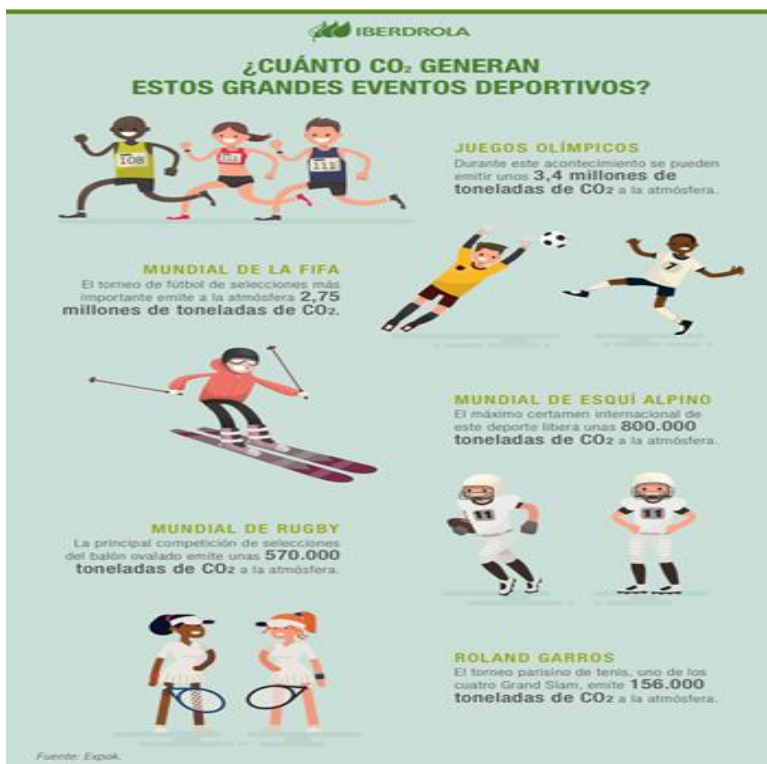 IBERDROLA
¿CUÁNTO CO₂ GENERAN
ESTOS GRANDES EVENTOS DEPORTIVOS?
108
111
JUEGOS OLÍMPICOS
Durante este acontecimiento se pueden
emitir unos 3,4 millones de
toneladas de CO₂ a la atmósfera.
7
MUNDIAL DE LA FIFA
El torneo de fútbol de selecciones más
importante emite a la atmósfera 2,75
millones de toneladas de CO₂.
MUNDIAL DE ESQUÍ ALPINO
El máximo certamen internacional de
este deporte libera unas 800.000
toneladas de CO₂ a la atmósfera.
11
11
MUNDIAL DE RUGBY
La principal competición de selecciones
del balón ovalado emite unas 570.000
toneladas de CO₂ a la atmósfera.
ROLAND GARROS
El torneo parisino de tenis, uno de los
cuatro Grand Slam, emite 156.000
toneladas de CO₂ a la atmósfera.
Fuente: Expok.